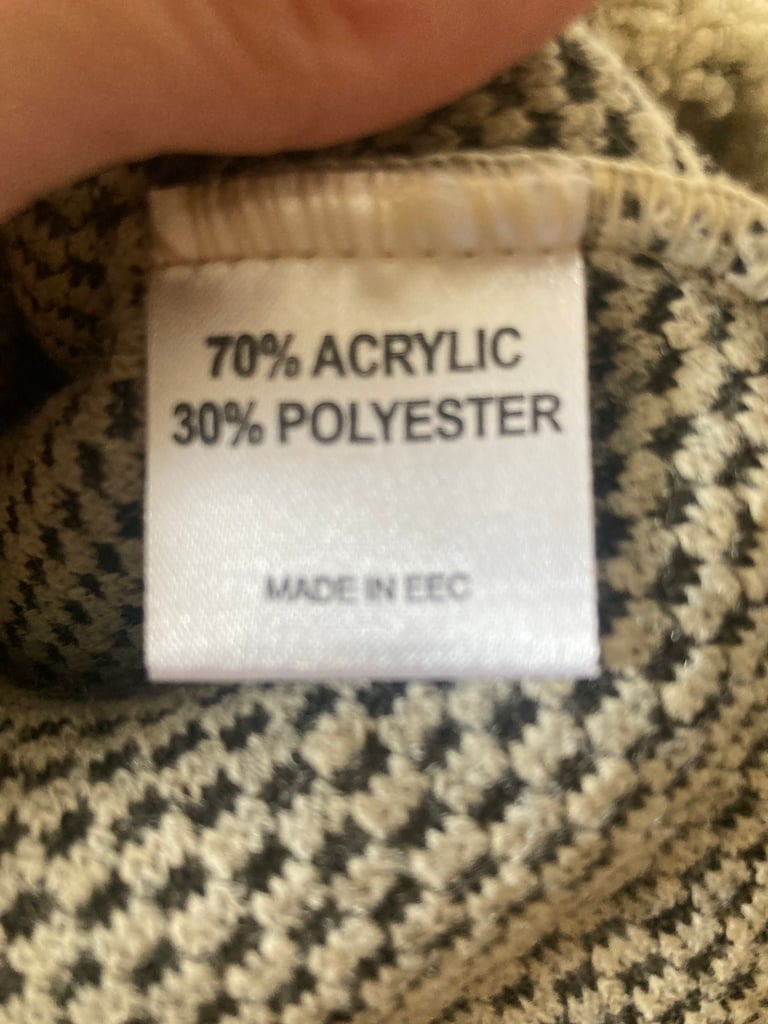 70% ACRYLIC
30% POLYESTER
MADE IN EEC